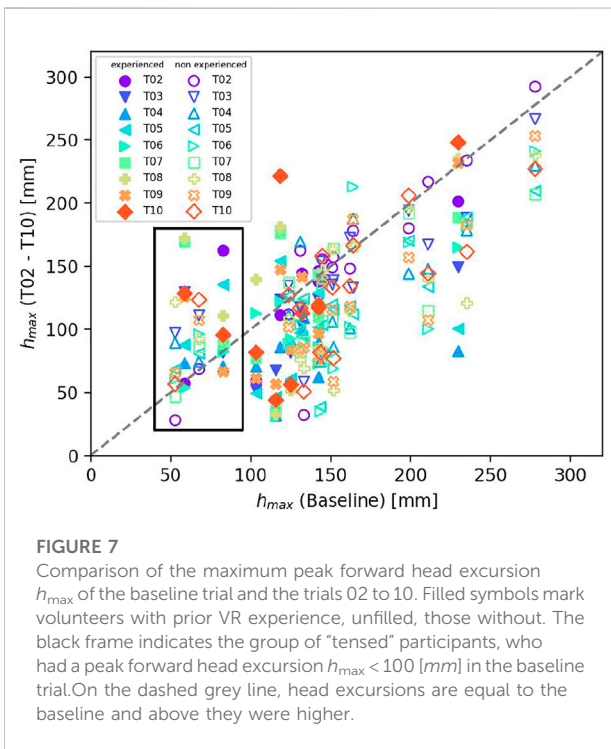 320
300
250
200
150
100
50
0
h_max (T02 - T10) [mm]
experienced non experienced
T02 T02
T03 T03
T04 T04
T05 T05
T06 T06
T07 T07
T08 T08
T09 T09
T10 T10
0 50 100 150 200 250 300
h_max (Baseline) [mm]
FIGURE 7
Comparison of the maximum peak forward head excursion
h_max of the baseline trial and the trials 02 to 10. Filled symbols mark
volunteers with prior VR experience, unfilled, those without. The
black frame indicates the group of “tensed” participants, who
had a peak forward head excursion h_max < 100 [mm] in the baseline
trial.On the dashed grey line, head excursions are equal to the
baseline and above they were higher.